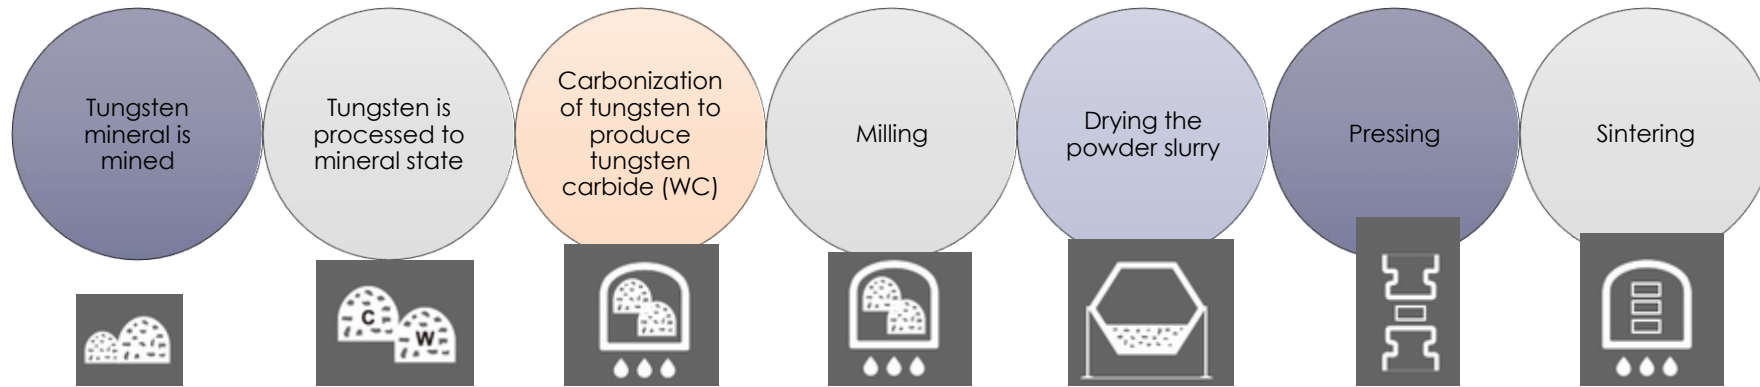 Tungsten
mineral is
mined
Tungsten is
processed to
mineral state
Carbonization
of tungsten to
produce
tungsten
carbide (WC)
Milling
Drying the
powder slurry
Pressing
Sintering
C
W